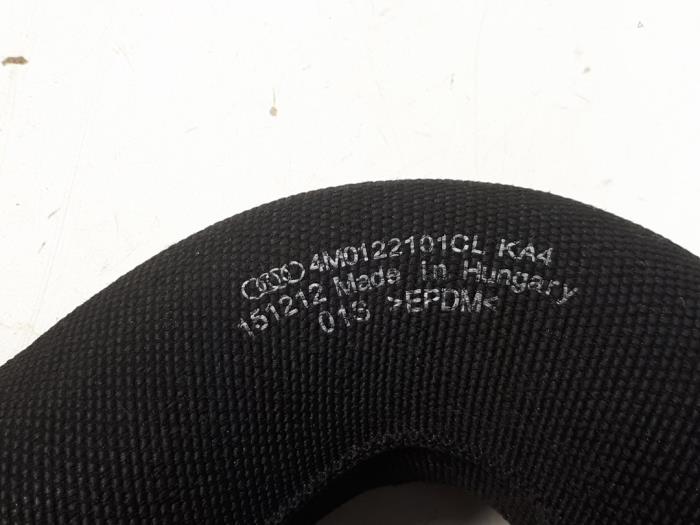 4M0122101CL KA4
151212 Made in Hungary
01S >EPDM<